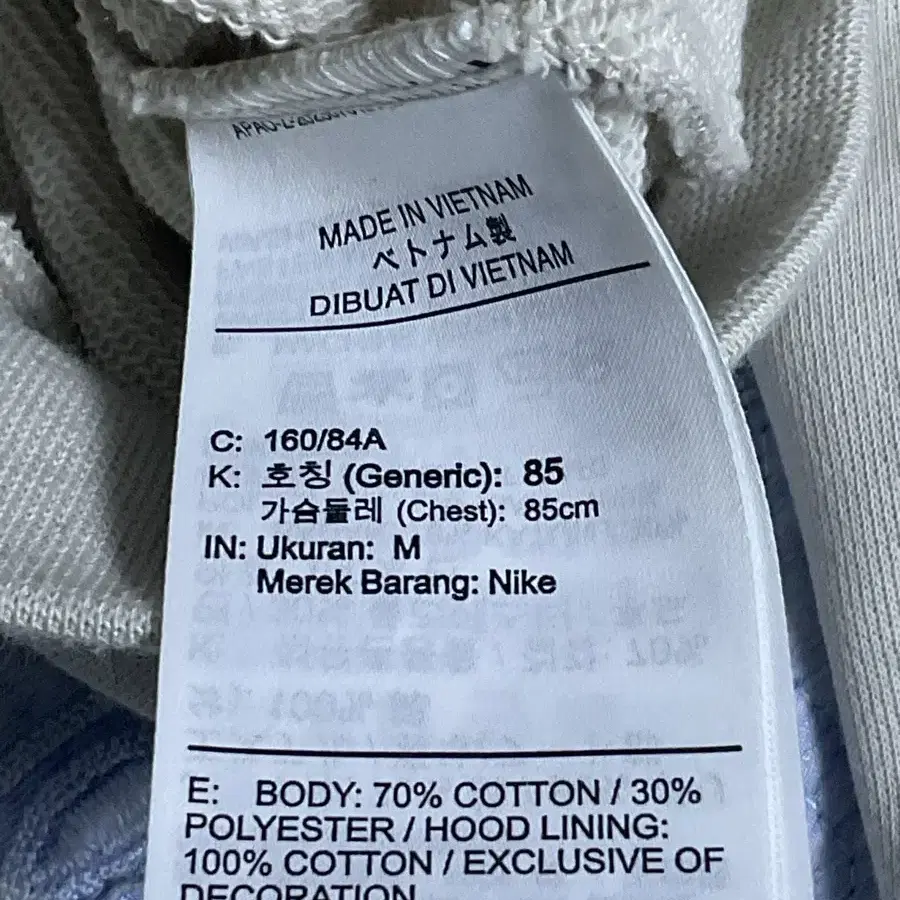 MADE IN VIETNAM
ベトナム製
DIBUAT DI VIETNAM
C: 160/84A
K: 호칭 (Generic): 85
가슴둘레 (Chest): 85cm
IN: Ukuran: M
Merek Barang: Nike
E: BODY: 70% COTTON / 30%
POLYESTER / HOOD LINING:
100% COTTON / EXCLUSIVE OF
DECORATION